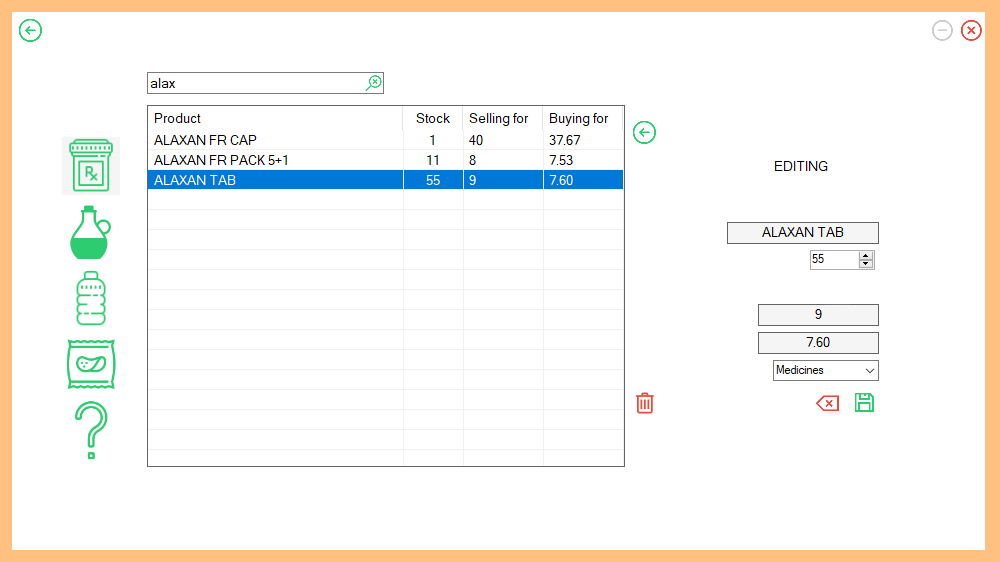 alax
Product Stock Selling for Buying for
ALAXAN FR CAP 1 40 37.67
ALAXAN FR PACK 5+1 11 8 7.53
ALAXAN TAB 55 9 7.60
Rx
EDITING
ALAXAN TAB
55
9
7.60
Medicines